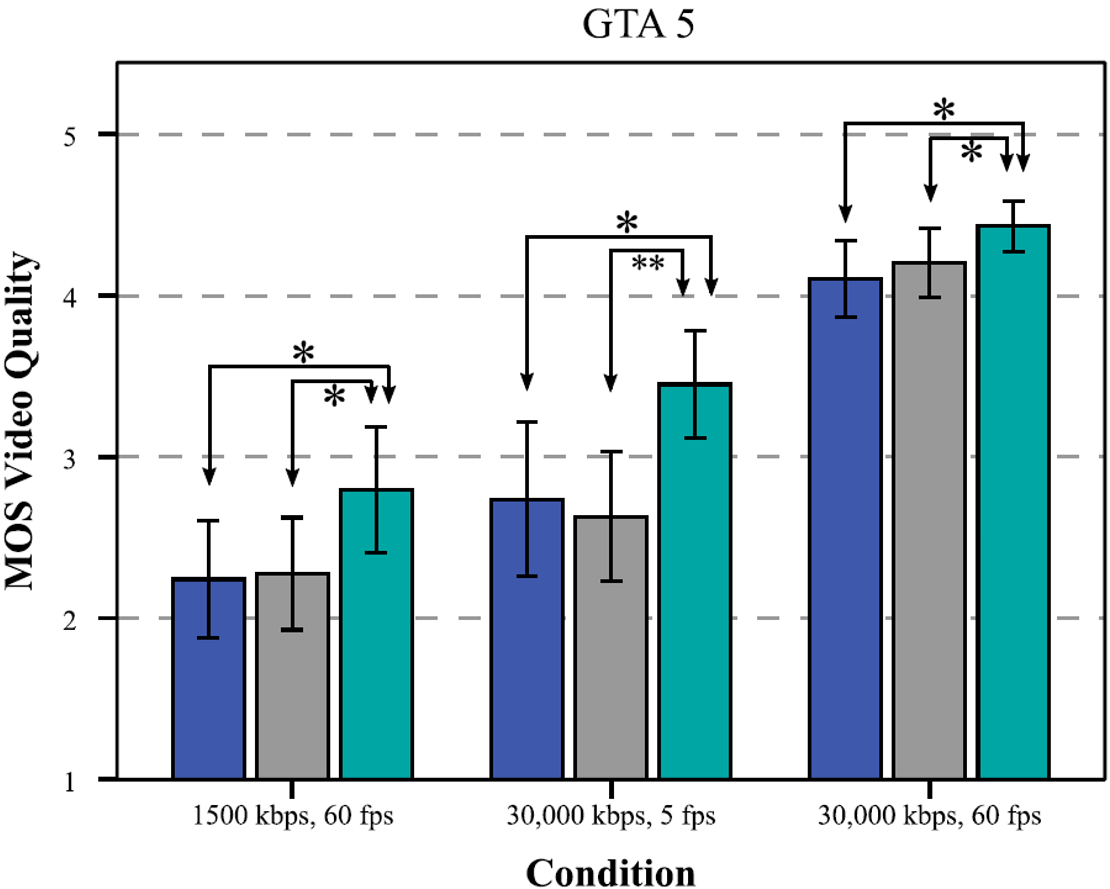 GTA 5
MOS Video Quality
5
4
3
2
1
*
*
*
**
*
*
1500 kbps, 60 fps
30,000 kbps, 5 fps
30,000 kbps, 60 fps
Condition